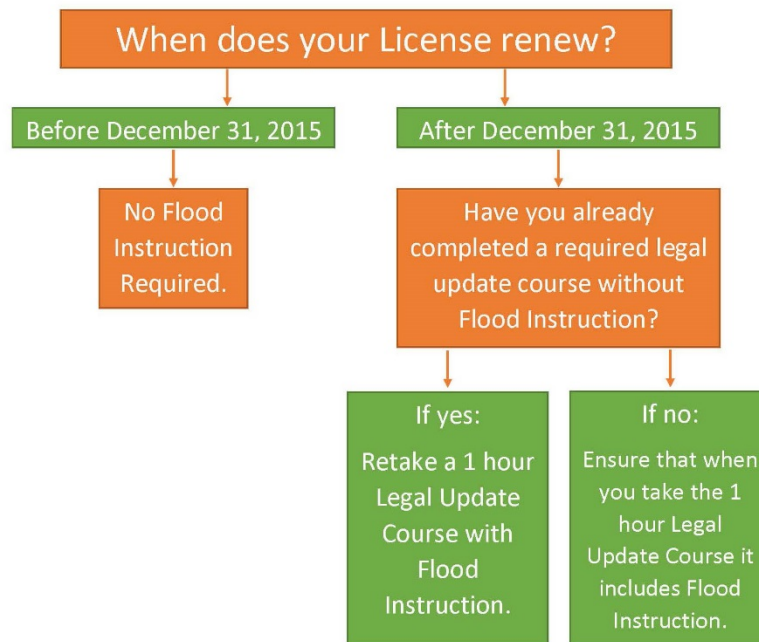 When does your License renew?
Before December 31, 2015
After December 31, 2015
No Flood
Instruction
Required.
Have you already
completed a required legal
update course without
Flood Instruction?
If yes:
Retake a 1 hour
Legal Update
Course with
Flood
Instruction.
If no:
Ensure that when
you take the 1
hour Legal
Update Course it
includes Flood
Instruction.